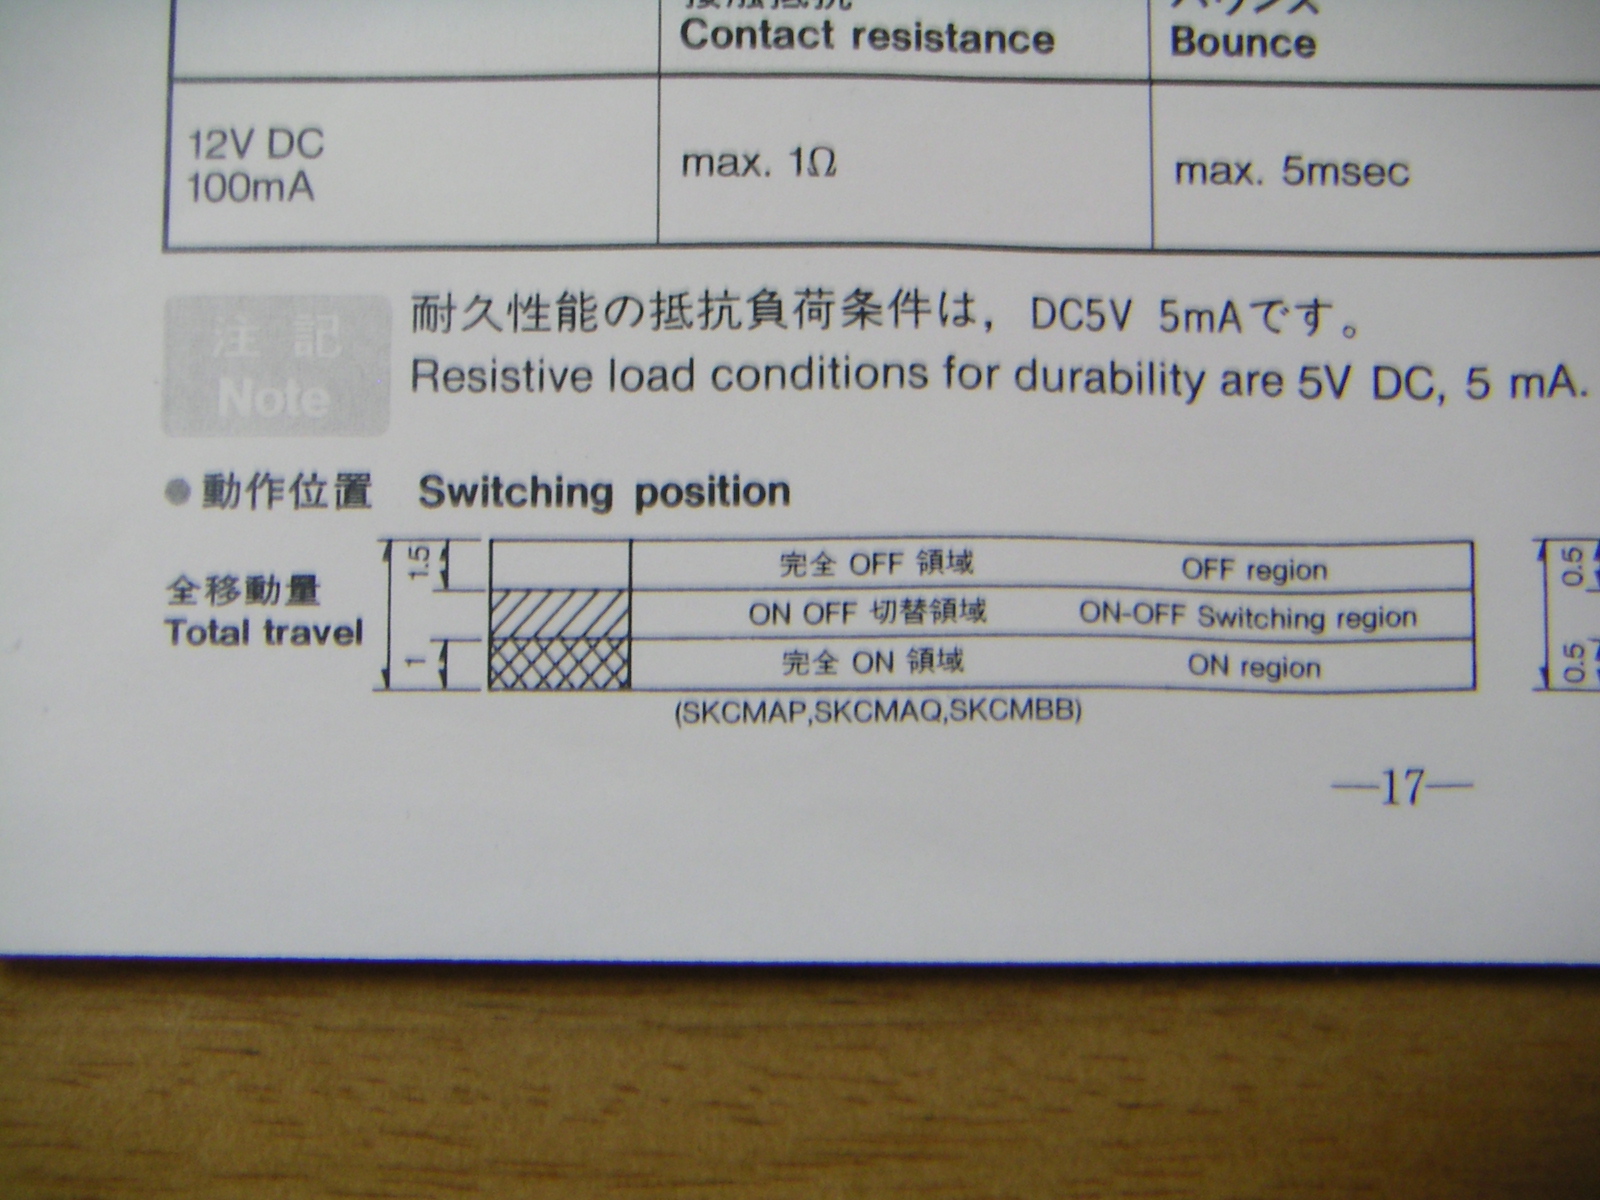 Contact resistance
Bounce
12V DC
100mA
max. 1Ω
max. 5msec
注 記
Note
耐久性能の抵抗負荷条件は，DC5V 5mAです。
Resistive load conditions for durability are 5V DC, 5 mA.
●動作位置 Switching position
全移動量
Total travel
1.5
1
完全 OFF 領域 OFF region
ON OFF 切替領域 ON-OFF Switching region
完全 ON 領域 ON region
0.5
0.5
(SKCMAP,SKCMAQ,SKCMBB)
—17—